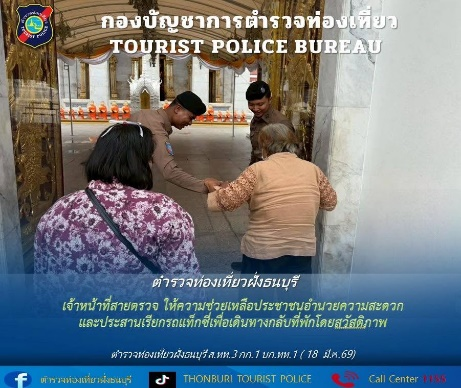 กองบัญชาการตำรวจท่องเที่ยว
TOURIST POLICE BUREAU
ตำรวจท่องเที่ยวฝั่งธนบุรี
เจ้าหน้าที่สายตรวจ ให้ความช่วยเหลือประชาชนอำนวยความสะดวก
และประสานเรียกรถแท็กซี่เพื่อเดินทางกลับที่พักโดยสวัสดิภาพ
ตำรวจท่องเที่ยวฝั่งธนบุรี ส.ทท.3 กก.1 บก.ทท.1 ( 18 มี.ค.69)
ตำรวจท่องเที่ยวฝั่งธนบุรี THONBURI TOURIST POLICE Call Center 1155